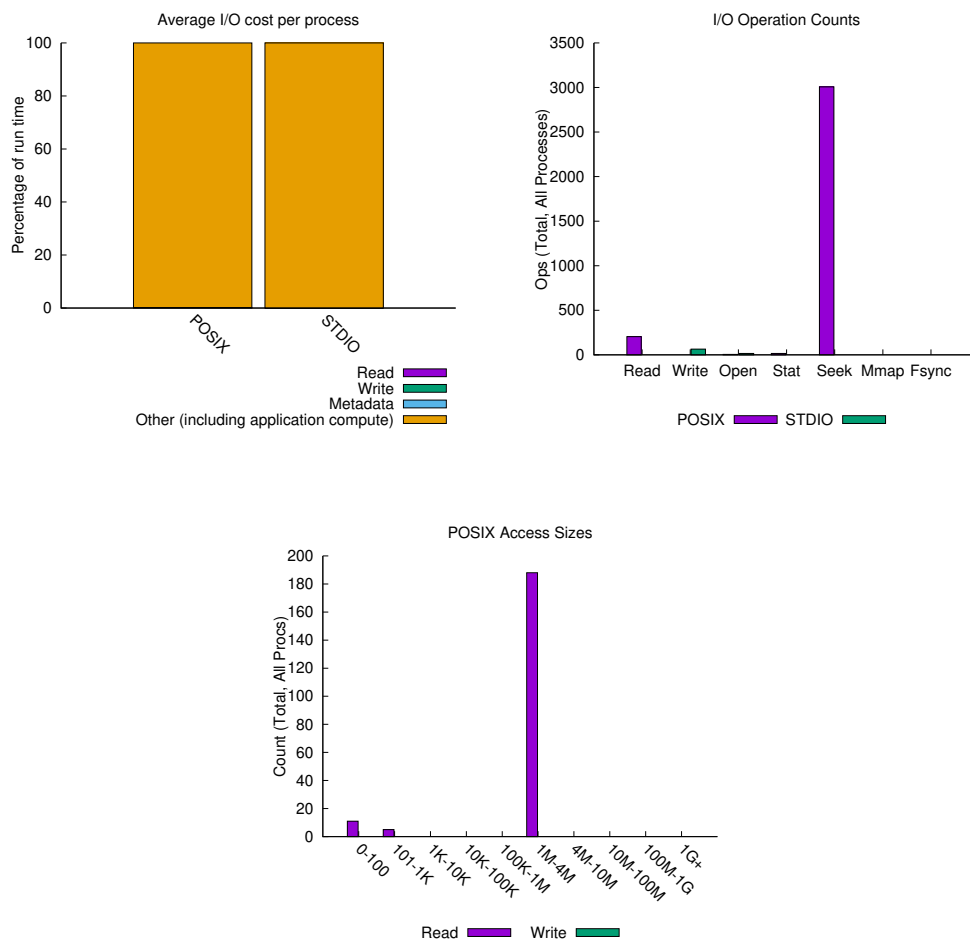 Average I/O cost per process
100
80
60
40
20
0
Percentage of run time
POSIX
STDIO
Read
Write
Metadata
Other (including application compute)
I/O Operation Counts
3500
3000
2500
2000
1500
1000
500
0
Ops (Total, All Processes)
Read Write Open Stat Seek Mmap Fsync
POSIX STDIO
POSIX Access Sizes
200
180
160
140
120
100
80
60
40
20
0
Count (Total, All Procs)
0-100
101-1K
1K-10K
10K-100K
100K-1M
1M-4M
4M-10M
10M-100M
100M-1G
1G+
Read Write